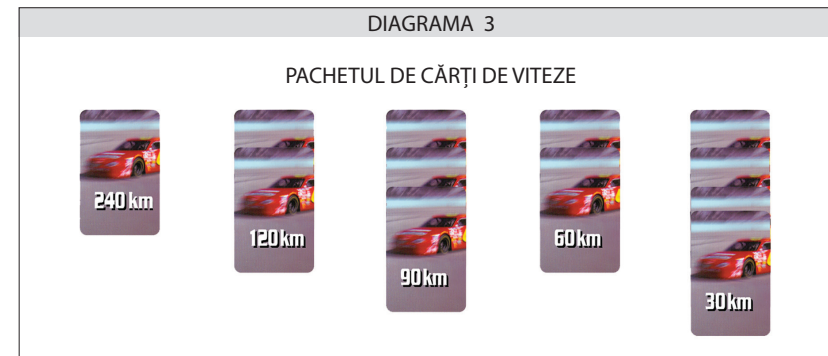 DIAGRAMA 3
PACHETUL DE CĂRȚI DE VITEZE
240 km
120 km
90 km
60 km
30 km